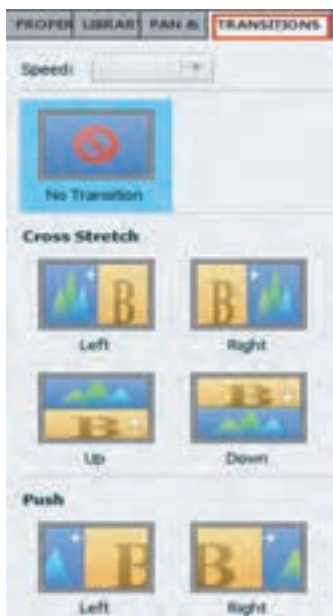 PROPER LIBRAR PAN & TRANSITIONS
Speed:
No Transition
Cross Stretch
B B
Left Right
B B
Up Down
Push
B B
Left Right